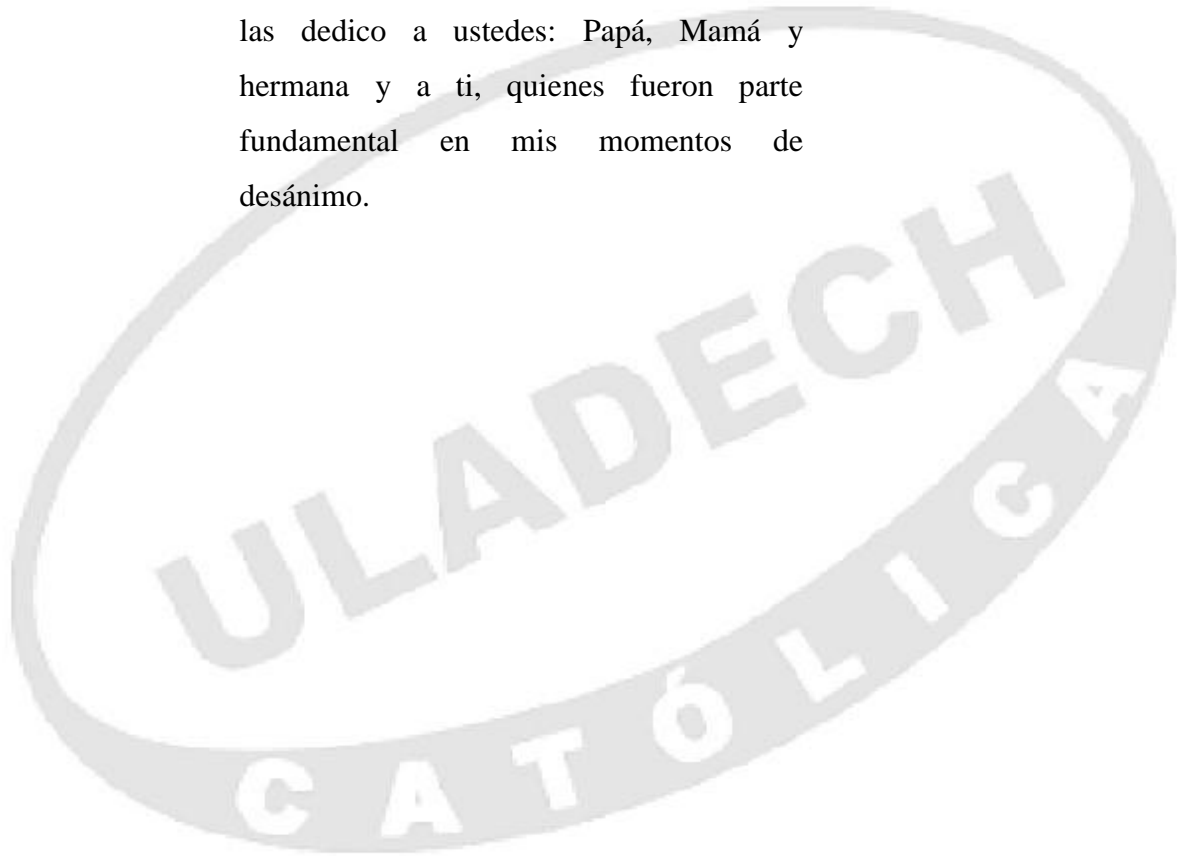 las dedico a ustedes: Papá, Mamá y
hermana y a ti, quienes fueron parte
fundamental en mis momentos de
desánimo.
ULADECH
CATÓLICA